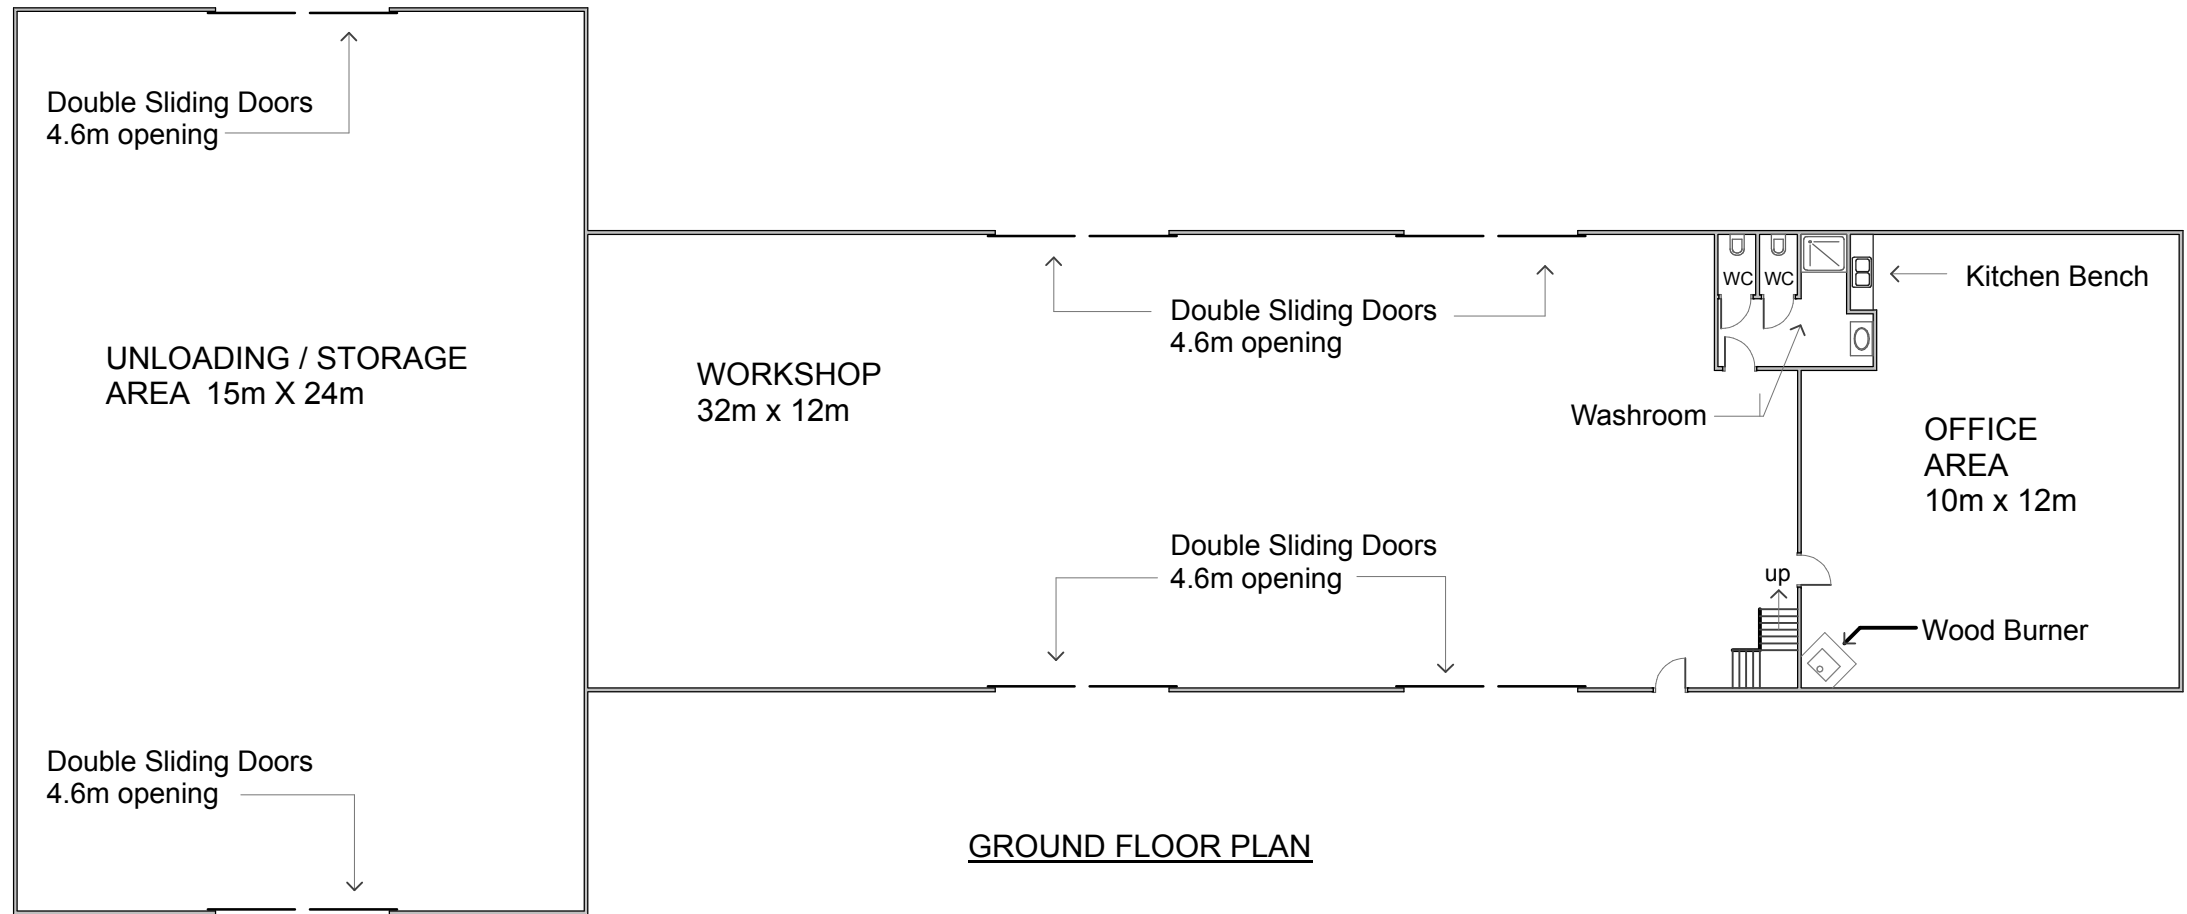 Double Sliding Doors
4.6m opening
UNLOADING / STORAGE
AREA  15m X 24m
Double Sliding Doors
4.6m opening
WORKSHOP
32m x 12m
Double Sliding Doors
4.6m opening
Double Sliding Doors
4.6m opening
WC
WC
Kitchen Bench
Washroom
OFFICE
AREA
10m x 12m
up
Wood Burner
GROUND FLOOR PLAN